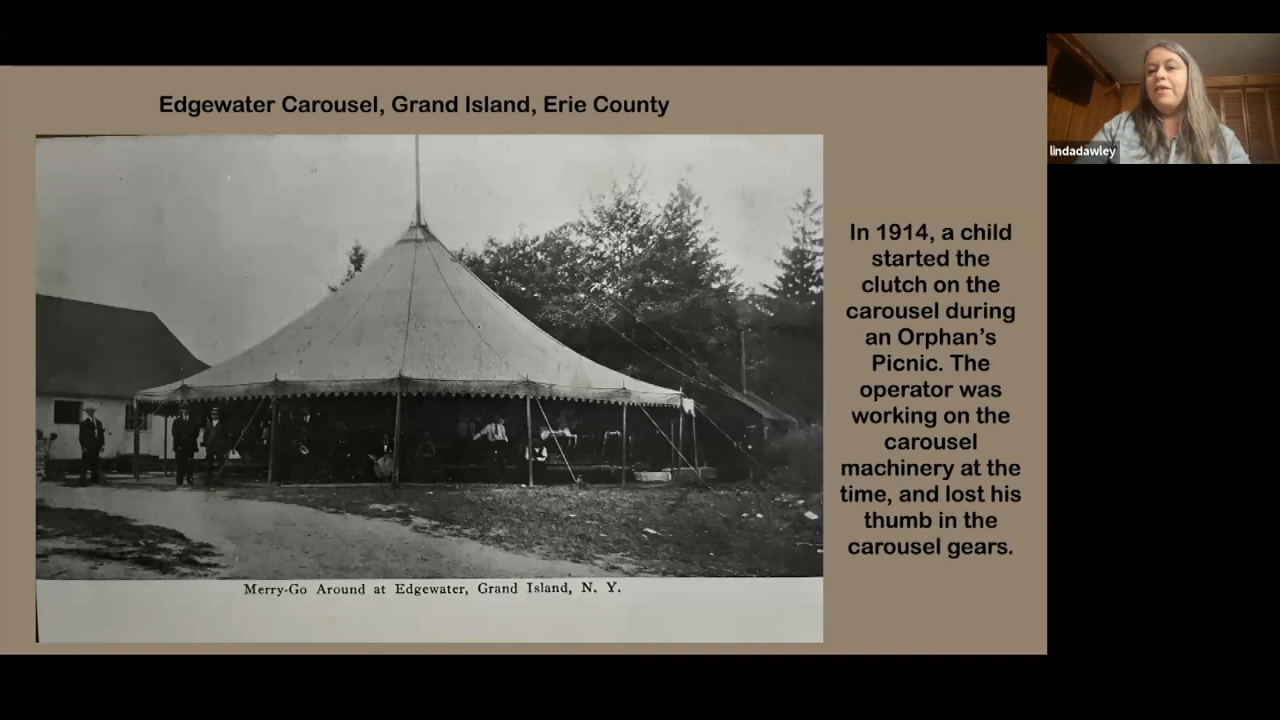 Edgewater Carousel, Grand Island, Erie County
lindadawley
In 1914, a child
started the
clutch on the
carousel during
an Orphan's
Picnic. The
operator was
working on the
carousel
machinery at the
time, and lost his
thumb in the
carousel gears.
Merry-Go Around at Edgewater, Grand Island, N. Y.